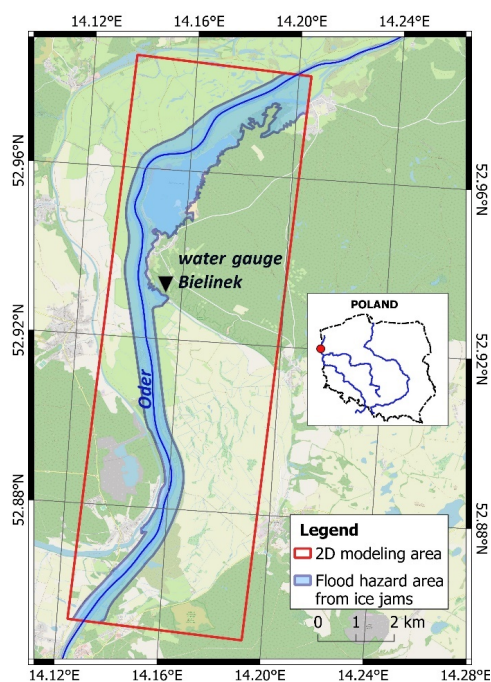 14.12°E 14.16°E 14.20°E 14.24°E
52.96°N
52.96°N
water gauge
Bielinek
POLAND
52.92°N
52.92°N
Oder
52.88°N
52.88°N
Legend
2D modeling area
Flood hazard area
from ice jams
0 1 2 km
14.12°E 14.16°E 14.20°E 14.24°E 14.28°E